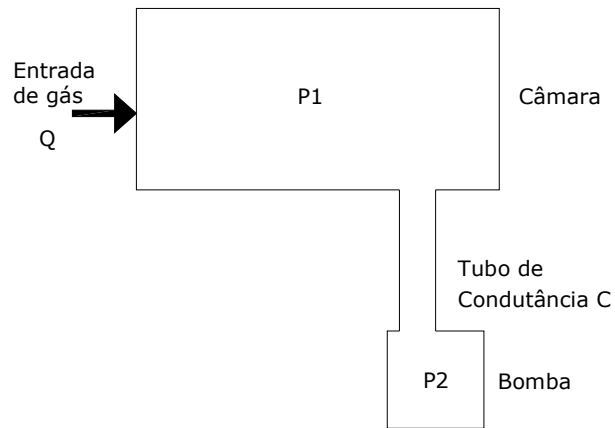 Entrada
de gás
Q
P1
Câmara
Tubo de
Condutância C
P2
Bomba